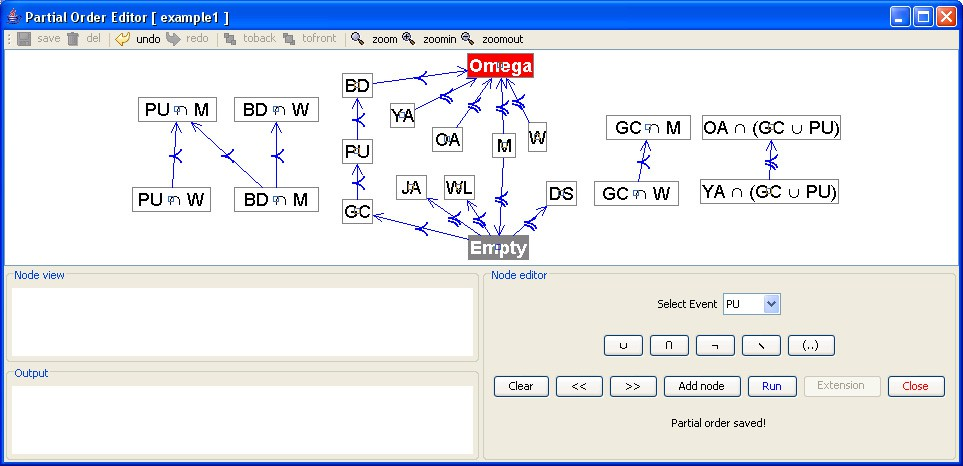 Partial Order Editor [ example1 ]
save del undo redo toback tofront zoom zoomin zoomout
Omega
BD
YA
PU ∩ M
BD ∩ W
OA
W
M
GC ∩ M
OA ∩ (GC ∪ PU)
PU
JA
WL
DS
PU ∩ W
BD ∩ M
GC
GC ∩ W
YA ∩ (GC ∪ PU)
Empty
Node view
Node editor
Select Event PU
∪ ∩ ¬ \ (..)
Output
Clear << >> Add node Run Extension Close
Partial order saved!